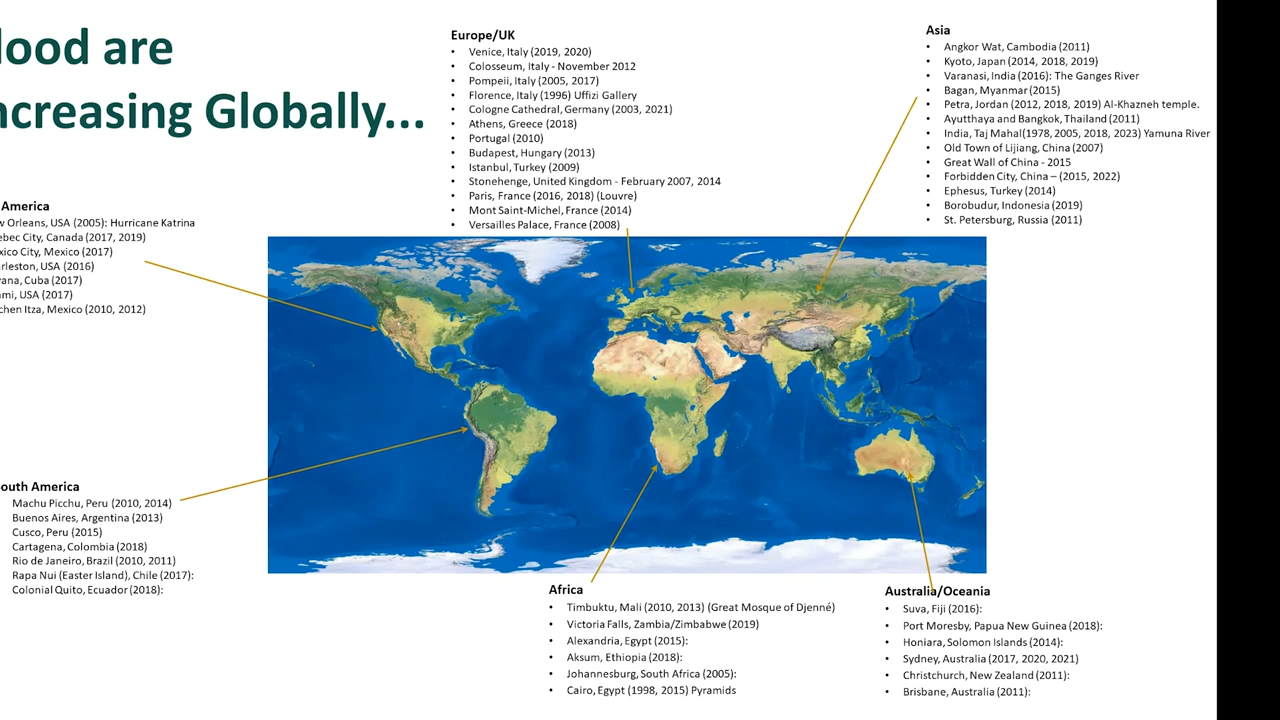 lood are
ncreasing Globally...
America
w Orleans, USA (2005): Hurricane Katrina
ebec City, Canada (2017, 2019)
xico City, Mexico (2017)
rleston, USA (2016)
vana, Cuba (2017)
mi, USA (2017)
chen Itza, Mexico (2010, 2012)
outh America
Machu Picchu, Peru (2010, 2014)
Buenos Aires, Argentina (2013)
Cusco, Peru (2015)
Cartagena, Colombia (2018)
Rio de Janeiro, Brazil (2010, 2011)
Rapa Nui (Easter Island), Chile (2017):
Colonial Quito, Ecuador (2018):
Europe/UK
• Venice, Italy (2019, 2020)
• Colosseum, Italy - November 2012
• Pompeii, Italy (2005, 2017)
• Florence, Italy (1996) Uffizi Gallery
• Cologne Cathedral, Germany (2003, 2021)
• Athens, Greece (2018)
• Portugal (2010)
• Budapest, Hungary (2013)
• Istanbul, Turkey (2009)
• Stonehenge, United Kingdom - February 2007, 2014
• Paris, France (2016, 2018) (Louvre)
• Mont Saint-Michel, France (2014)
• Versailles Palace, France (2008)
Asia
• Angkor Wat, Cambodia (2011)
• Kyoto, Japan (2014, 2018, 2019)
• Varanasi, India (2016): The Ganges River
• Bagan, Myanmar (2015)
• Petra, Jordan (2012, 2018, 2019) Al-Khazneh temple.
• Ayutthaya and Bangkok, Thailand (2011)
• India, Taj Mahal(1978, 2005, 2018, 2023) Yamuna River
• Old Town of Lijiang, China (2007)
• Great Wall of China - 2015
• Forbidden City, China – (2015, 2022)
• Ephesus, Turkey (2014)
• Borobudur, Indonesia (2019)
• St. Petersburg, Russia (2011)
Africa
• Timbuktu, Mali (2010, 2013) (Great Mosque of Djenné)
• Victoria Falls, Zambia/Zimbabwe (2019)
• Alexandria, Egypt (2015):
• Aksum, Ethiopia (2018):
• Johannesburg, South Africa (2005):
• Cairo, Egypt (1998, 2015) Pyramids
Australia/Oceania
• Suva, Fiji (2016):
• Port Moresby, Papua New Guinea (2018):
• Honiara, Solomon Islands (2014):
• Sydney, Australia (2017, 2020, 2021)
• Christchurch, New Zealand (2011):
• Brisbane, Australia (2011):